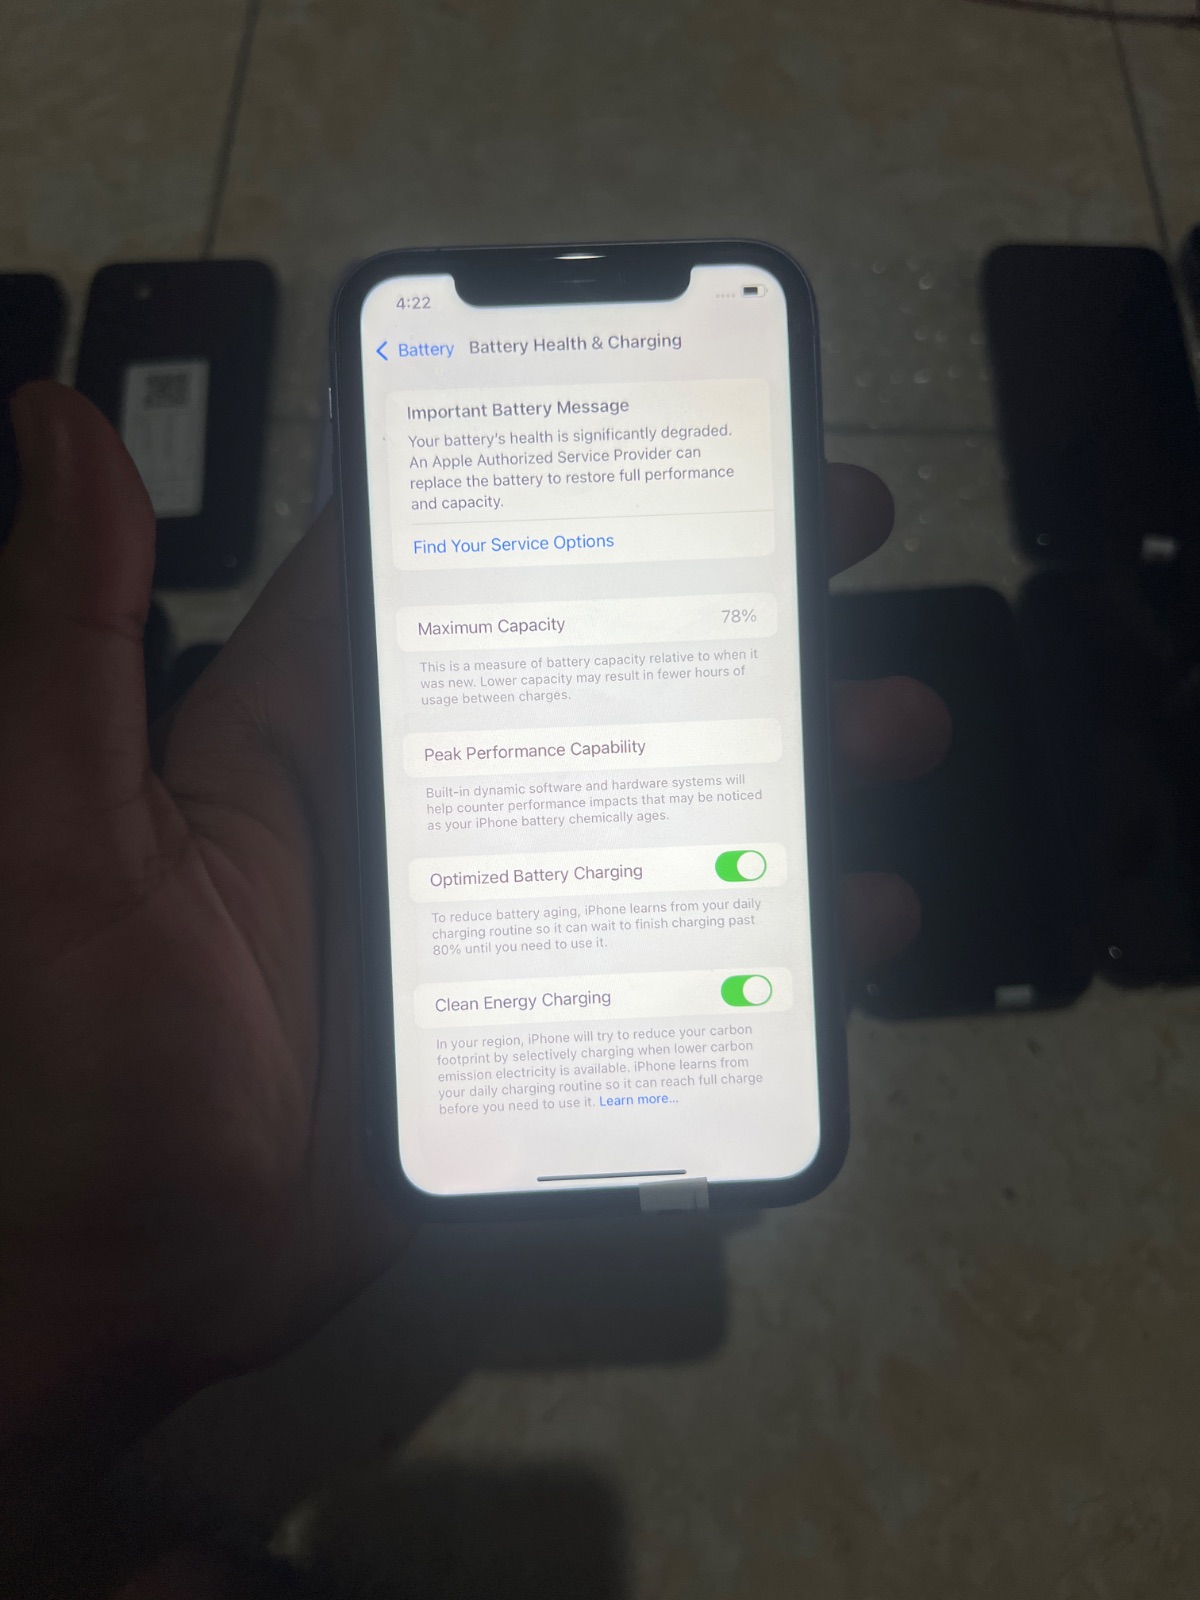 4:22
Battery Battery Health & Charging
Important Battery Message
Your battery's health is significantly degraded.
An Apple Authorized Service Provider can
replace the battery to restore full performance
and capacity.
Find Your Service Options
Maximum Capacity 78%
This is a measure of battery capacity relative to when it
was new. Lower capacity may result in fewer hours of
usage between charges.
Peak Performance Capability
Built-in dynamic software and hardware systems will
help counter performance impacts that may be noticed
as your iPhone battery chemically ages.
Optimized Battery Charging
To reduce battery aging, iPhone learns from your daily
charging routine so it can wait to finish charging past
80% until you need to use it.
Clean Energy Charging
In your region, iPhone will try to reduce your carbon
footprint by selectively charging when lower carbon
emission electricity is available. iPhone learns from
your daily charging routine so it can reach full charge
before you need to use it. Learn more...